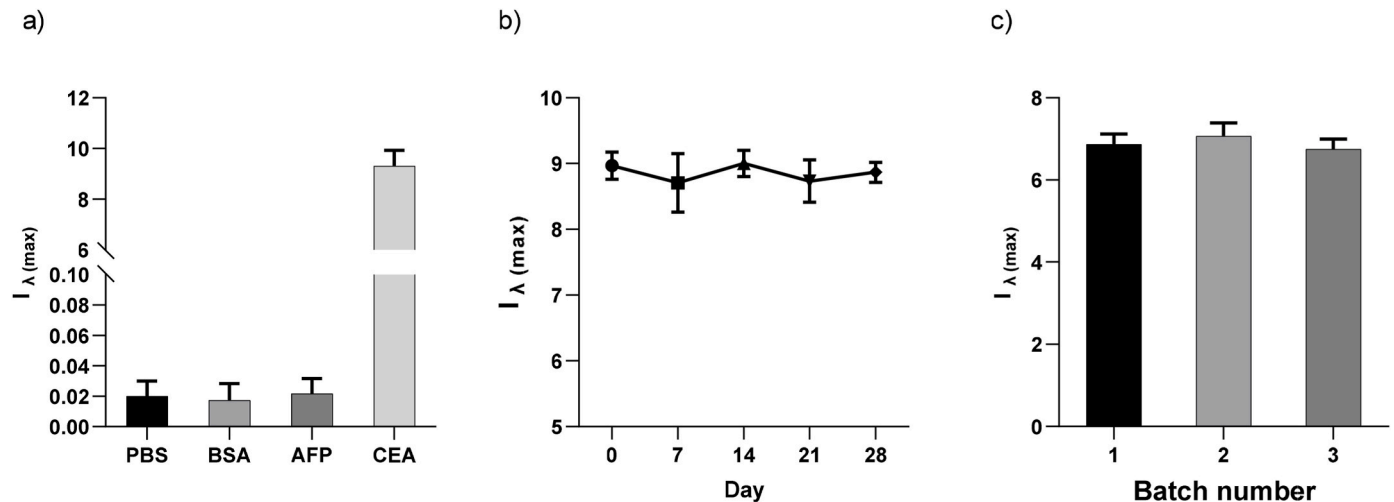 a)
12
10
8
6
0.10
0.08
0.06
0.04
0.02
0.00
I λ (max)
PBS BSA AFP CEA
b)
10
9
8
7
6
5
I λ (max)
0 7 14 21 28
Day
c)
8
6
4
2
0
I λ (max)
1 2 3
Batch number